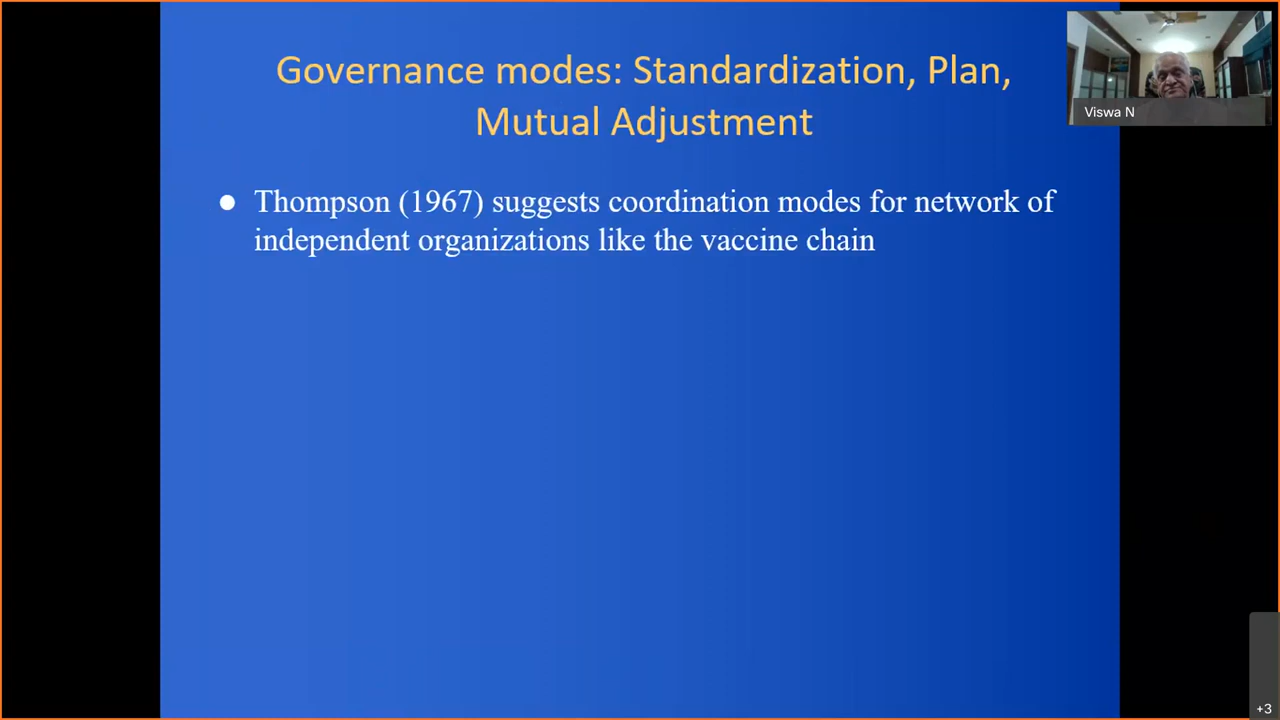 Governance modes: Standardization, Plan,
Mutual Adjustment
Viswa N
● Thompson (1967) suggests coordination modes for network of
independent organizations like the vaccine chain
+3